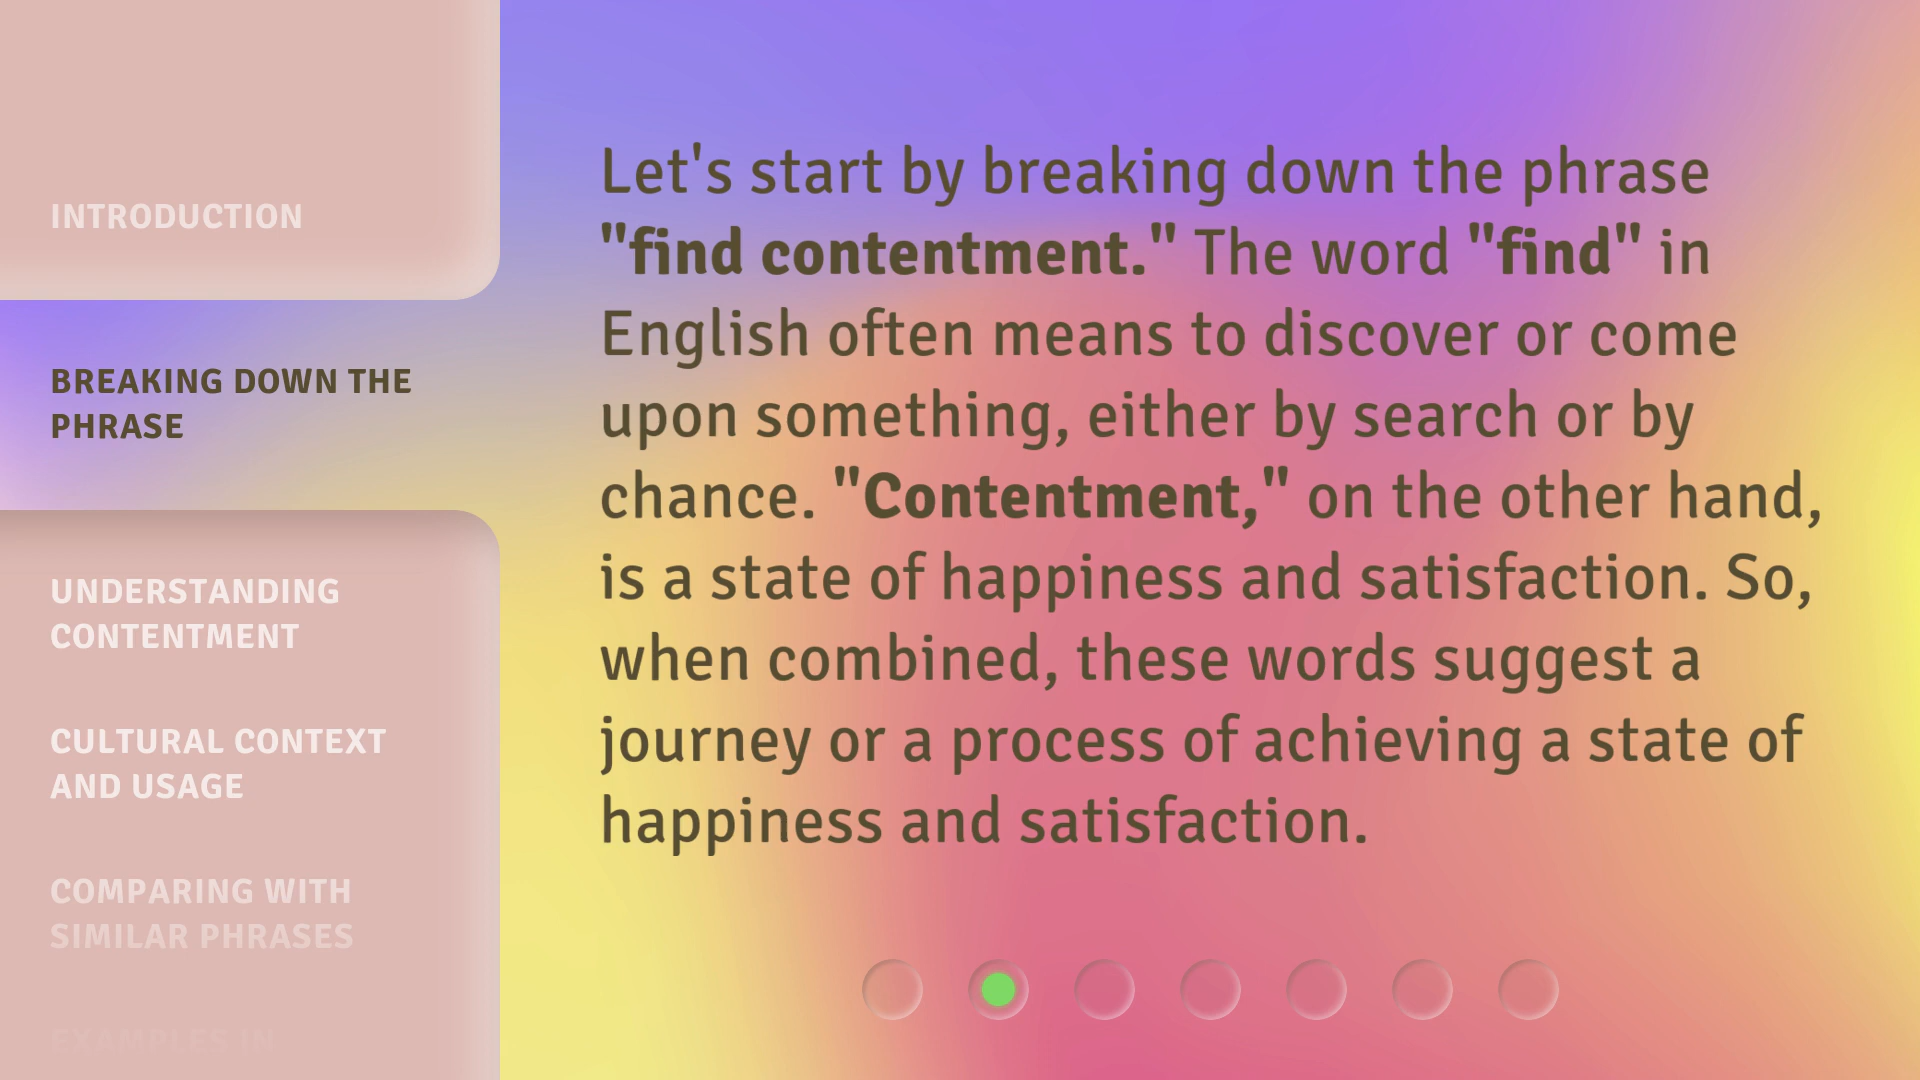 INTRODUCTION
BREAKING DOWN THE
PHRASE
UNDERSTANDING
CONTENTMENT
CULTURAL CONTEXT
AND USAGE
COMPARING WITH
SIMILAR PHRASES
EXAMPLES IN
Let's start by breaking down the phrase
"find contentment." The word "find" in
English often means to discover or come
upon something, either by search or by
chance. "Contentment," on the other hand,
is a state of happiness and satisfaction. So,
when combined, these words suggest a
journey or a process of achieving a state of
happiness and satisfaction.